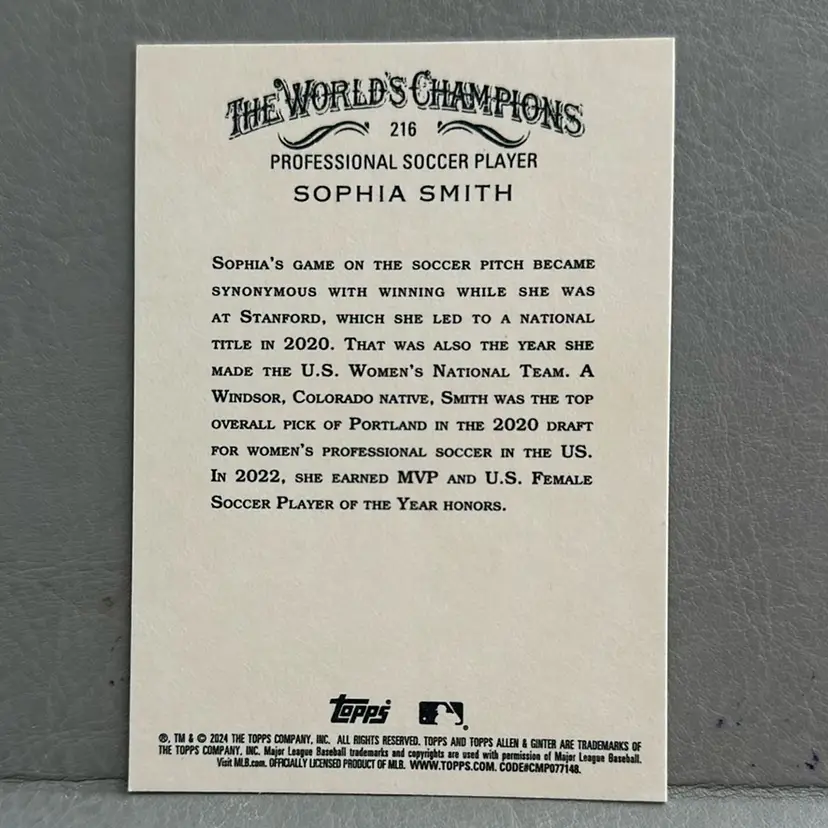 THE WORLD'S CHAMPIONS
216
PROFESSIONAL SOCCER PLAYER
SOPHIA SMITH
SOPHIA'S GAME ON THE SOCCER PITCH BECAME
SYNONYMOUS WITH WINNING WHILE SHE WAS
AT STANFORD, WHICH SHE LED TO A NATIONAL
TITLE IN 2020. THAT WAS ALSO THE YEAR SHE
MADE THE U.S. WOMEN'S NATIONAL TEAM. A
WINDSOR, COLORADO NATIVE, SMITH WAS THE TOP
OVERALL PICK OF PORTLAND IN THE 2020 DRAFT
FOR WOMEN'S PROFESSIONAL SOCCER IN THE US.
IN 2022, SHE EARNED MVP AND U.S. FEMALE
SOCCER PLAYER OF THE YEAR HONORS.
topps
®, TM & © 2024 THE TOPPS COMPANY, INC. ALL RIGHTS RESERVED. TOPPS AND TOPPS ALLEN & GINTER ARE TRADEMARKS OF
THE TOPPS COMPANY, INC. Major League Baseball trademarks and copyrights are used with permission of Major League Baseball.
Visit MLB.com. OFFICIALLY LICENSED PRODUCT OF MLB. WWW.TOPPS.COM. CODE#CMP077148.